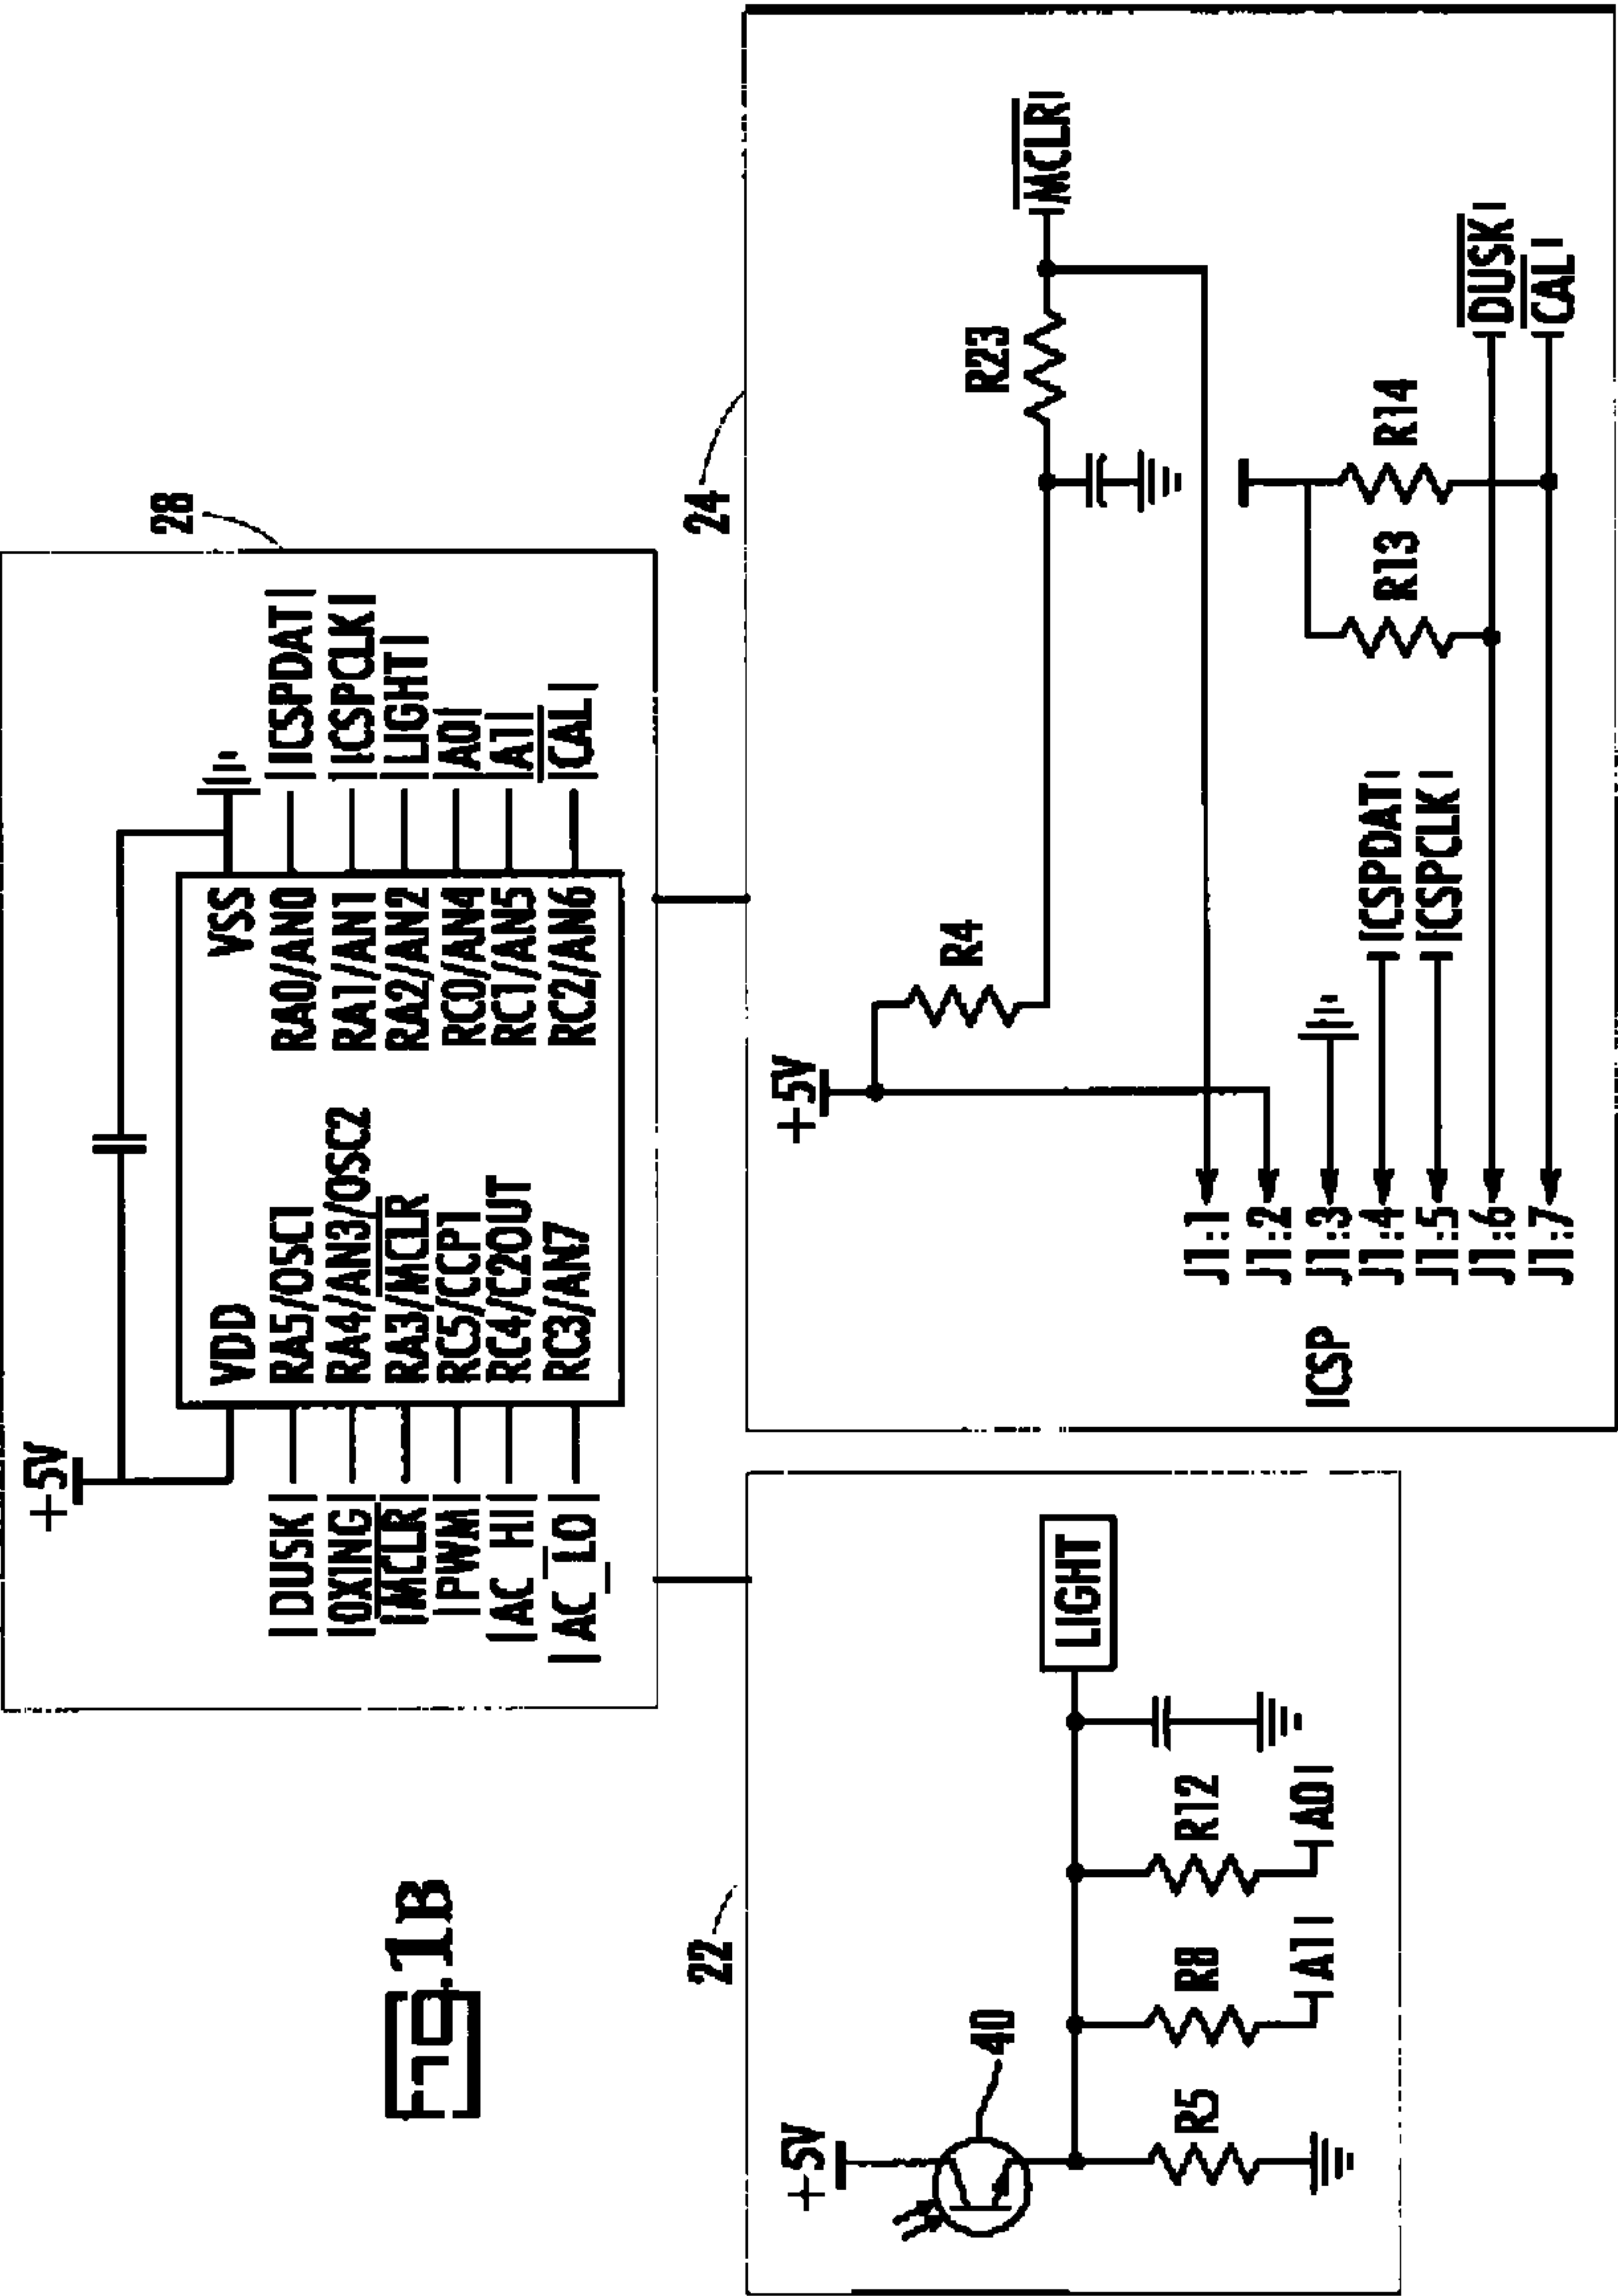 FIG. 1B
28
+5V
VDD
VSS
|DUSK|
RA5/OSC1
RA0/AN0
|ICSPDAT|
|0XING|
RA4/AN3/OSC2
RA1/AN1
|ICSPCLK|
|MCLR|
RA3/MCLR
RA2/AN2
|LIGHT|
|PWM|
RC5/CCP1
RC0/AN4
|A0|
|AC_HI|
RC4/C2OUT
RC1/AN5
|A1|
|AC_LO|
RC3/AN7
RC2/AN6
|CAL|
22
+5V
40
LIGHT
R5
R8
R12
|A1|
|A0|
24
+5V
R4
R23
|MCLR|
J1:1
J1:2
ICSP
J1:3
J1:4
|ICSPDAT|
J1:5
|ICSPCLK|
R13
R14
J1:6
|DUSK|
J1:7
|CAL|